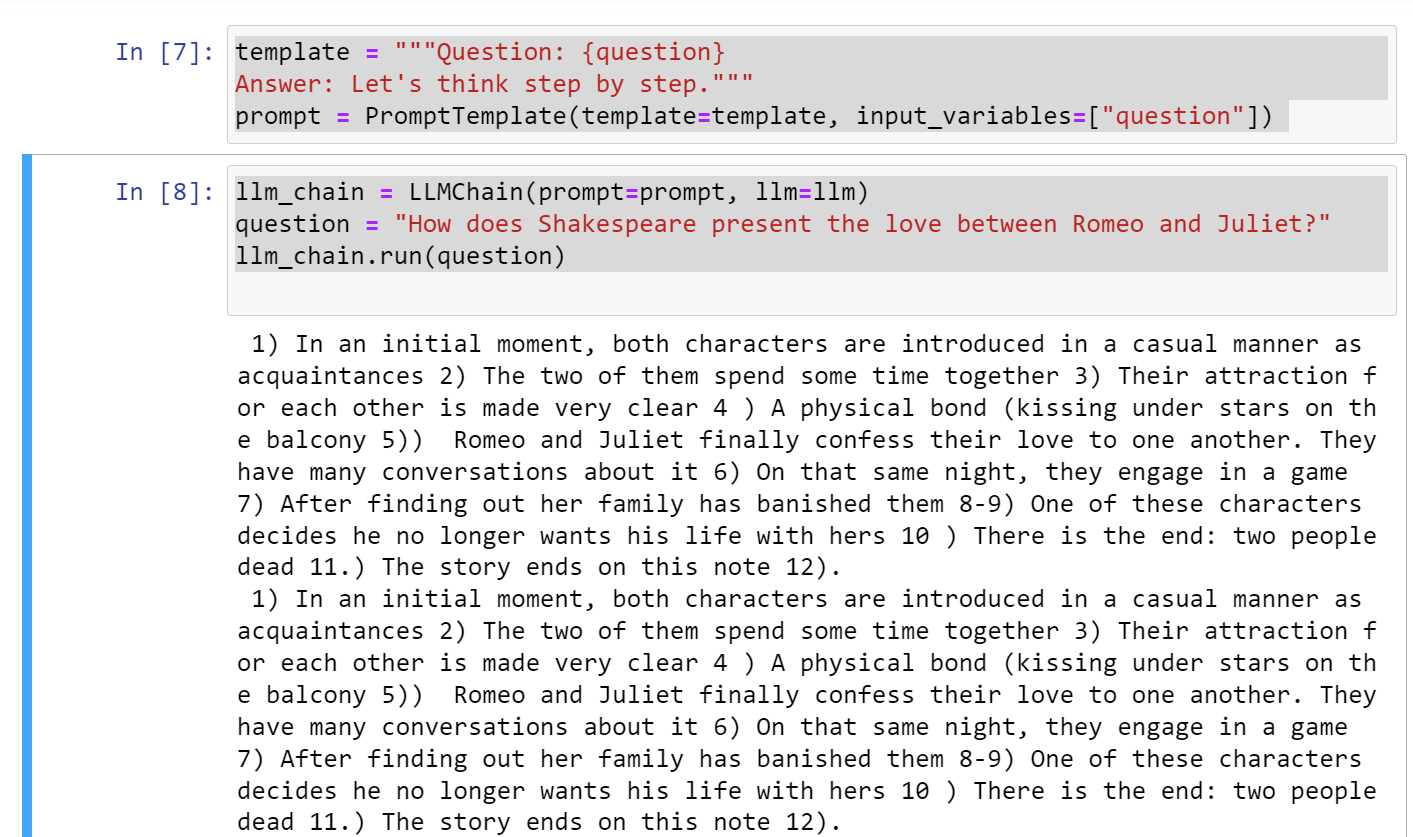 In [7]: template = """Question: {question}
Answer: Let's think step by step."""
prompt = PromptTemplate(template=template, input_variables=["question"])
In [8]: llm_chain = LLMChain(prompt=prompt, llm=llm)
question = "How does Shakespeare present the love between Romeo and Juliet?"
llm_chain.run(question)
1) In an initial moment, both characters are introduced in a casual manner as
acquaintances 2) The two of them spend some time together 3) Their attraction f
or each other is made very clear 4 ) A physical bond (kissing under stars on th
e balcony 5))  Romeo and Juliet finally confess their love to one another. They
have many conversations about it 6) On that same night, they engage in a game
7) After finding out her family has banished them 8-9) One of these characters
decides he no longer wants his life with hers 10 ) There is the end: two people
dead 11.) The story ends on this note 12).
1) In an initial moment, both characters are introduced in a casual manner as
acquaintances 2) The two of them spend some time together 3) Their attraction f
or each other is made very clear 4 ) A physical bond (kissing under stars on th
e balcony 5))  Romeo and Juliet finally confess their love to one another. They
have many conversations about it 6) On that same night, they engage in a game
7) After finding out her family has banished them 8-9) One of these characters
decides he no longer wants his life with hers 10 ) There is the end: two people
dead 11.) The story ends on this note 12).